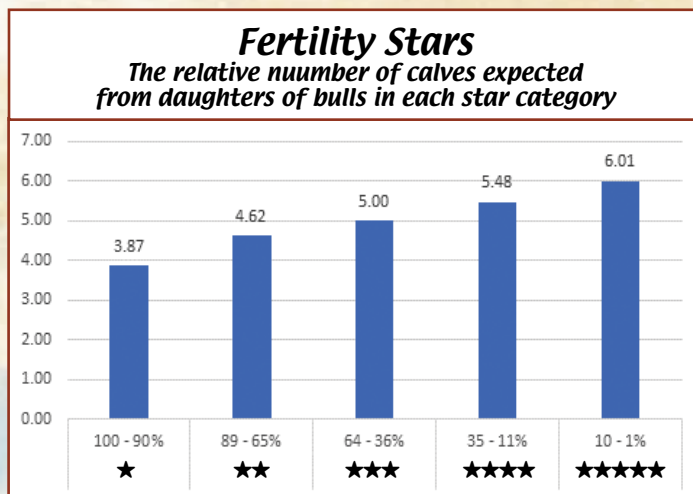 Fertility Stars
The relative nuumber of calves expected
from daughters of bulls in each star category
7.00
6.00
5.00
4.00
3.00
2.00
1.00
0.00
3.87
4.62
5.00
5.48
6.01
100 - 90%
89 - 65%
64 - 36%
35 - 11%
10 - 1%
★
★★
★★★
★★★★
★★★★★